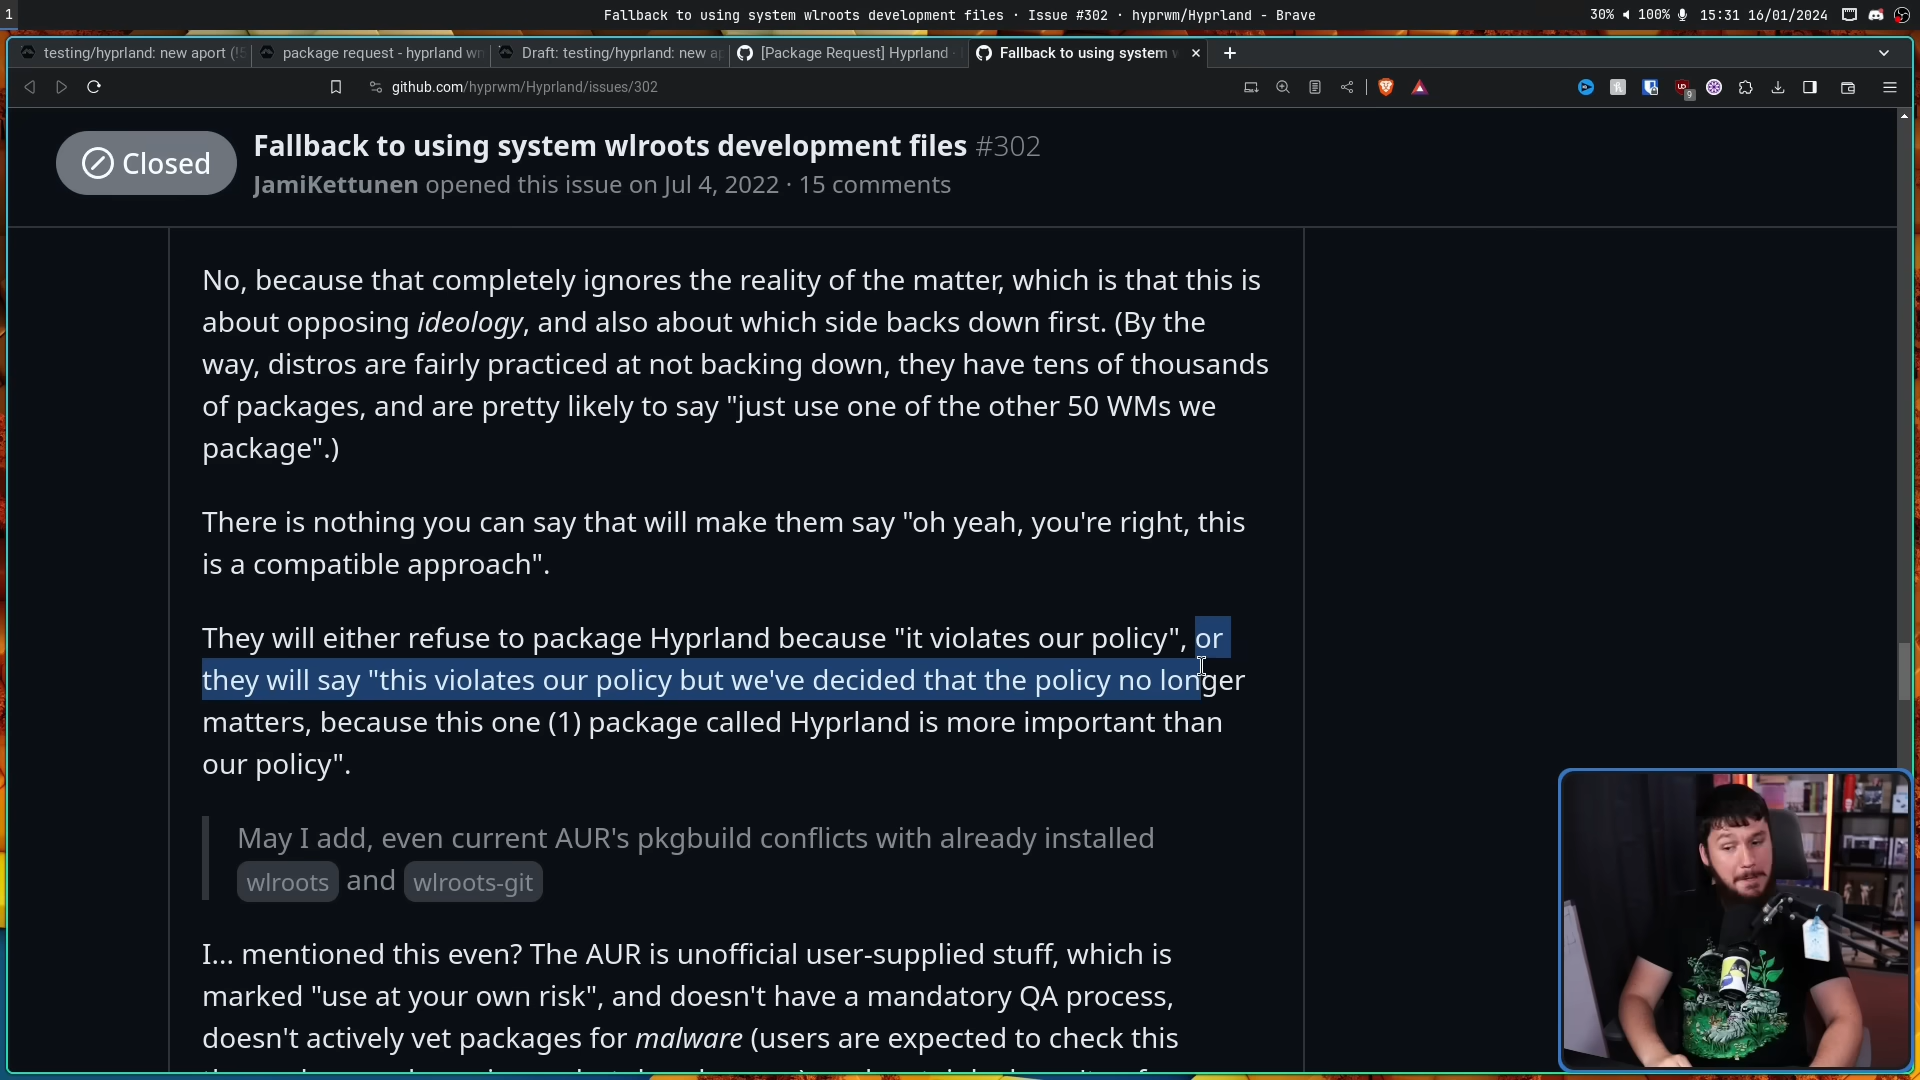 1
Fallback to using system wlroots development files · Issue #302 · hyprwm/Hyprland - Brave
30% 100% 15:31 16/01/2024
testing/hyprland: new aport (!5
package request - hyprland wn
Draft: testing/hyprland: new ap
[Package Request] Hyprland ·
Fallback to using system w
github.com/hyprwm/Hyprland/issues/302
9
Closed
Fallback to using system wlroots development files #302
JamiKettunen opened this issue on Jul 4, 2022 · 15 comments
No, because that completely ignores the reality of the matter, which is that this is
about opposing ideology, and also about which side backs down first. (By the
way, distros are fairly practiced at not backing down, they have tens of thousands
of packages, and are pretty likely to say "just use one of the other 50 WMs we
package".)
There is nothing you can say that will make them say "oh yeah, you're right, this
is a compatible approach".
They will either refuse to package Hyprland because "it violates our policy", or
they will say "this violates our policy but we've decided that the policy no longer
matters, because this one (1) package called Hyprland is more important than
our policy".
May I add, even current AUR's pkgbuild conflicts with already installed
wlroots and wlroots-git
I... mentioned this even? The AUR is unofficial user-supplied stuff, which is
marked "use at your own risk", and doesn't have a mandatory QA process,
doesn't actively vet packages for malware (users are expected to check this